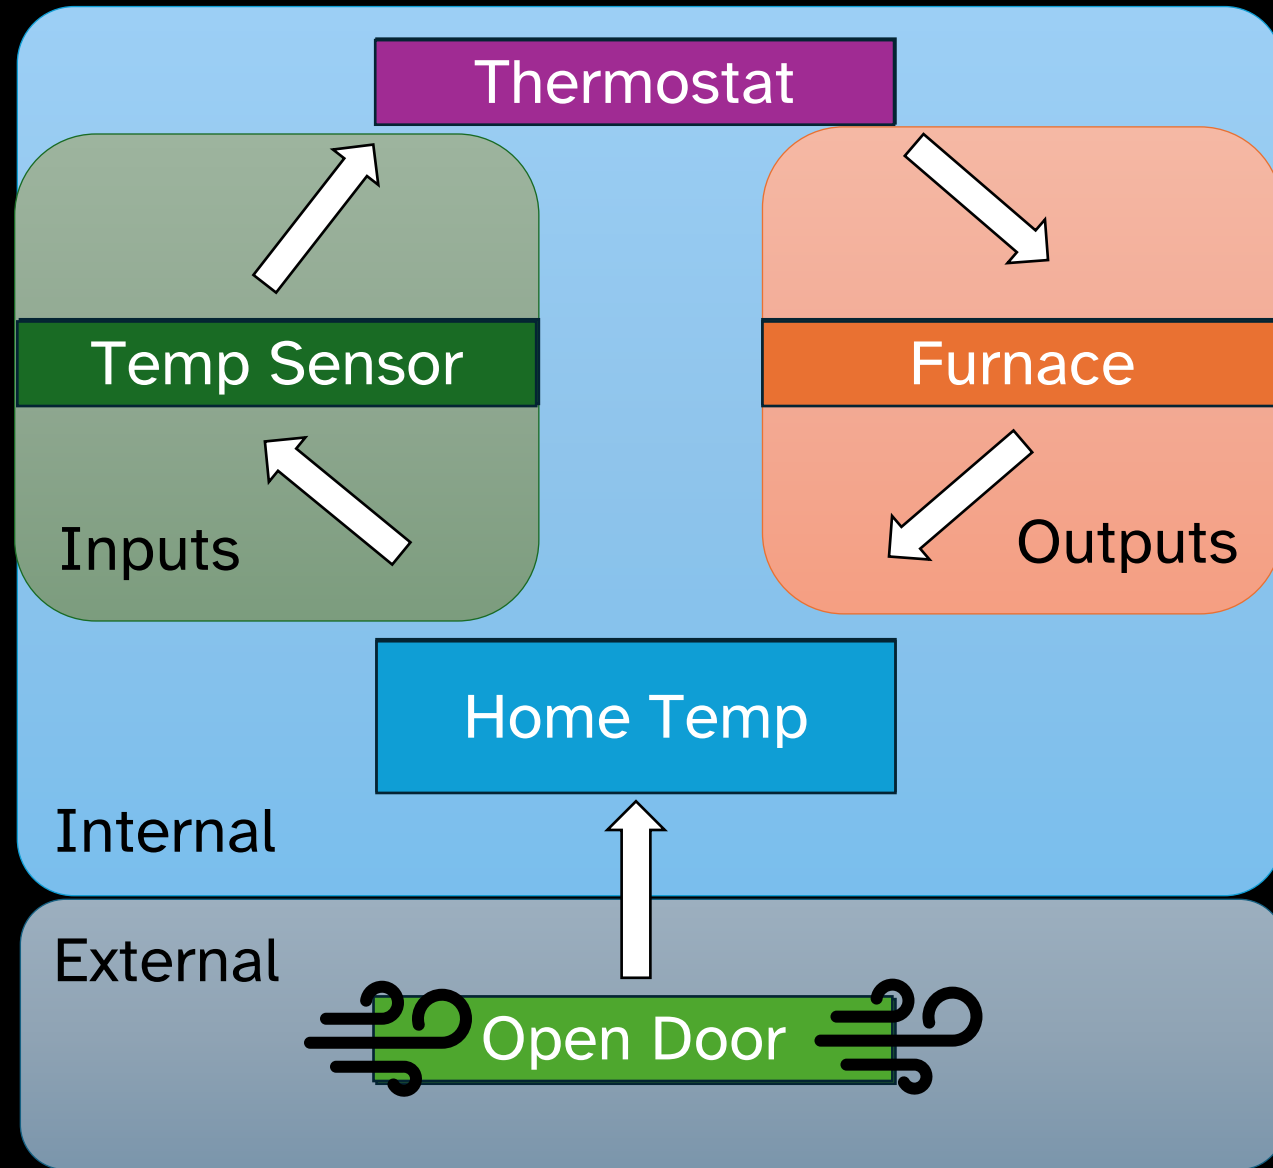 Thermostat
Temp Sensor
Furnace
Inputs
Outputs
Home Temp
Internal
External
Open Door